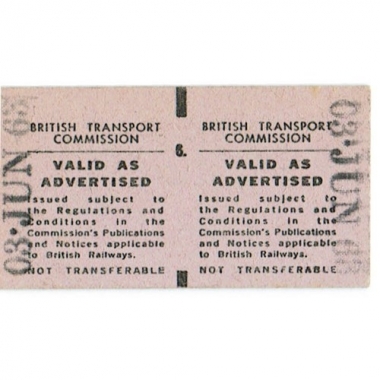 BRITISH TRANSPORT
COMMISSION
VALID AS
ADVERTISED
Issued subject to
the Regulations and
Conditions in the
Commission's Publications
and Notices applicable
to British Railways.
NOT TRANSFERABLE
6.
BRITISH TRANSPORT
COMMISSION
VALID AS
ADVERTISED
Issued subject to
the Regulations and
Conditions in the
Commission's Publications
and Notices applicable
to British Railways.
NOT TRANSFERABLE
03·JUN 63
03·JUN